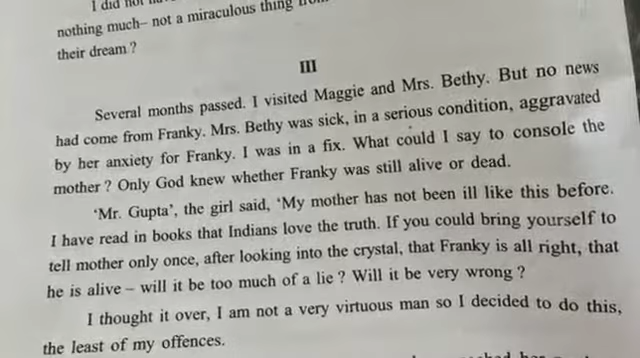 I did not
nothing much– not a miraculous thing
their dream ?
III
Several months passed. I visited Maggie and Mrs. Bethy. But no news
had come from Franky. Mrs. Bethy was sick, in a serious condition, aggravated
by her anxiety for Franky. I was in a fix. What could I say to console the
mother ? Only God knew whether Franky was still alive or dead.
‘Mr. Gupta’, the girl said, ‘My mother has not been ill like this before.
I have read in books that Indians love the truth. If you could bring yourself to
tell mother only once, after looking into the crystal, that Franky is all right, that
he is alive – will it be too much of a lie ? Will it be very wrong ?
I thought it over, I am not a very virtuous man so I decided to do this,
the least of my offences.